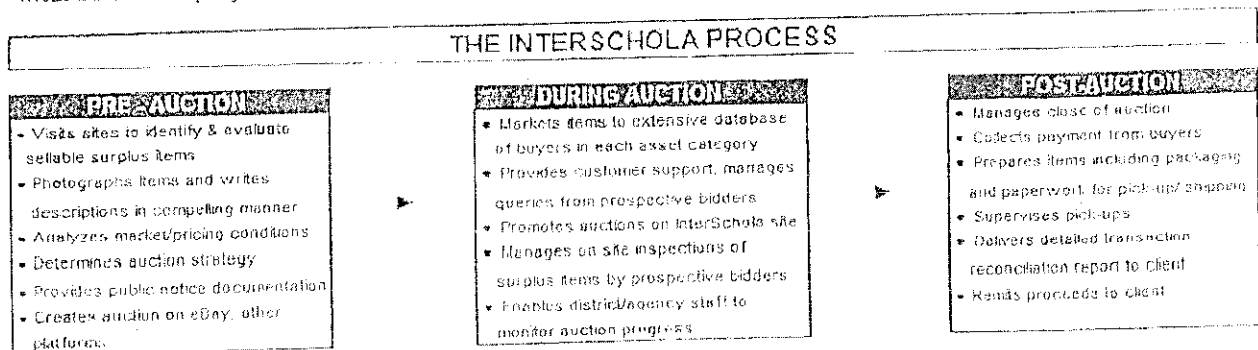 THE INTERSCHOLA PROCESS
PRE-AUCTION
• Visits sites to identify & evaluate
sellable surplus items
• Photographs items and writes
descriptions in compelling manner
• Analyzes market/pricing conditions
• Determines auction strategy
• Provides public notice documentation
• Creates auction on eBay, other
platforms
DURING AUCTION
• Markets items to extensive database
of buyers in each asset category
• Provides customer support, manages
queries from prospective bidders
• Promotes auctions on InterSchola site
• Manages on site inspections of
surplus items by prospective bidders
• Enables district/agency staff to
monitor auction progress
POST-AUCTION
• Manages close of auction
• Collects payment from buyers
• Prepares items including packaging
and paperwork for pick-up/ shipping
• Supervises pick-ups
• Delivers detailed transaction
reconciliation report to client
• Remits proceeds to client